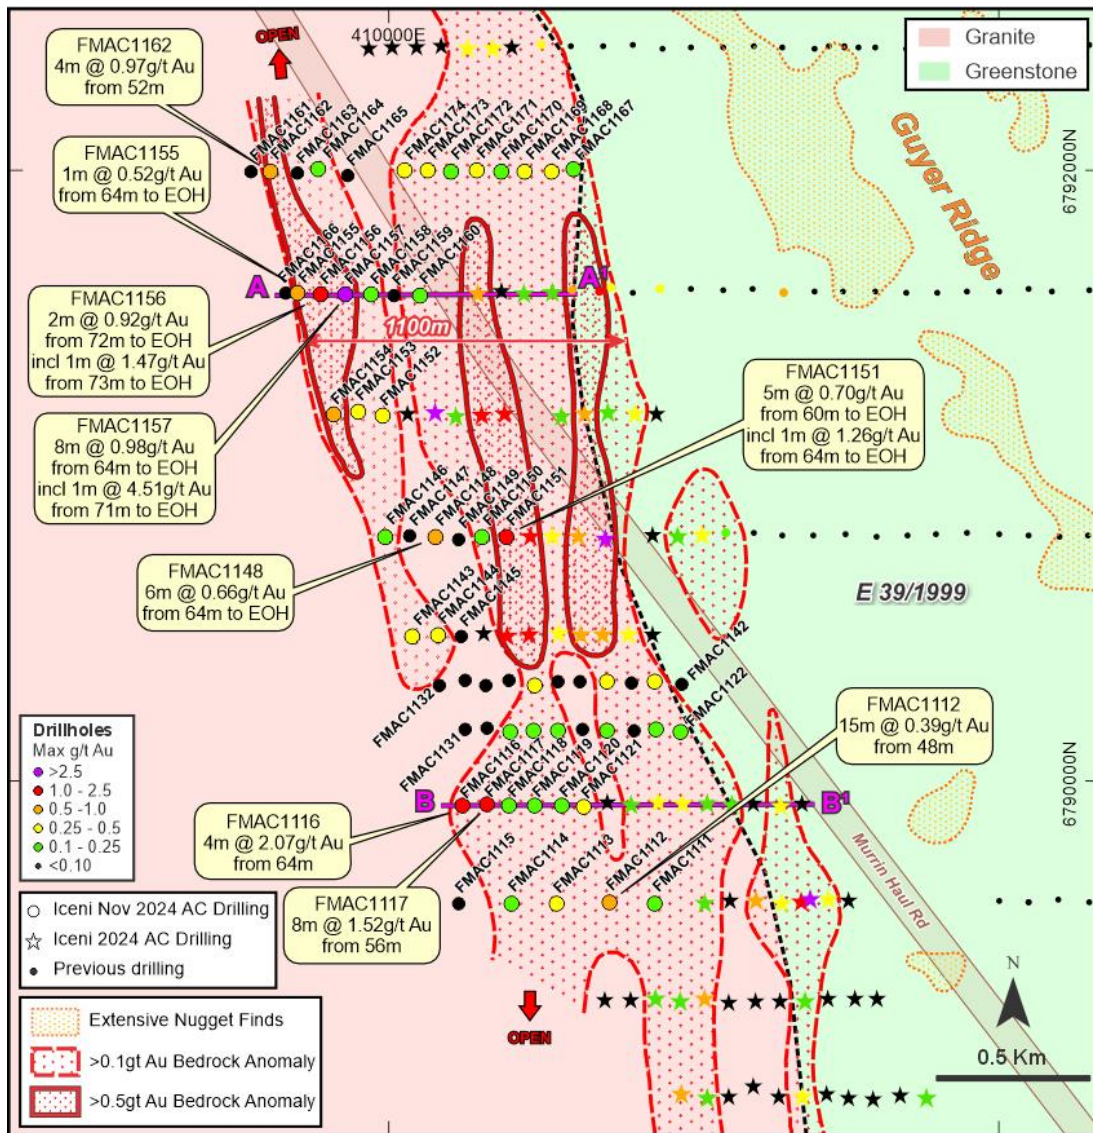 410000E
Granite
Greenstone
OPEN
FMAC1162
4m @ 0.97g/t Au
from 52m
FMAC1161
FMAC1162
FMAC1163
FMAC1164
FMAC1165
FMAC1174
FMAC1173
FMAC1172
FMAC1171
FMAC1170
FMAC1169
FMAC1168
FMAC1167
Guyer Ridge
6792000N
FMAC1155
1m @ 0.52g/t Au
from 64m to EOH
FMAC1166
FMAC1155
FMAC1156
FMAC1157
FMAC1158
FMAC1159
FMAC1160
A
A¹
1100m
FMAC1156
2m @ 0.92g/t Au
from 72m to EOH
incl 1m @ 1.47g/t Au
from 73m to EOH
FMAC1154
FMAC1153
FMAC1152
FMAC1151
5m @ 0.70g/t Au
from 60m to EOH
incl 1m @ 1.26g/t Au
from 64m to EOH
FMAC1157
8m @ 0.98g/t Au
from 64m to EOH
incl 1m @ 4.51g/t Au
from 71m to EOH
FMAC1146
FMAC1147
FMAC1148
FMAC1149
FMAC1150
FMAC1151
FMAC1148
6m @ 0.66g/t Au
from 64m to EOH
E 39/1999
FMAC1143
FMAC1144
FMAC1145
FMAC1132
FMAC1142
FMAC1131
FMAC1122
FMAC1112
15m @ 0.39g/t Au
from 48m
6790000N
FMAC1116
FMAC1117
FMAC1118
FMAC1119
FMAC1120
FMAC1121
B
B¹
Murrin Haul Rd
FMAC1116
4m @ 2.07g/t Au
from 64m
FMAC1115
FMAC1114
FMAC1113
FMAC1112
FMAC1111
FMAC1117
8m @ 1.52g/t Au
from 56m
Drillholes
Max g/t Au
>2.5
1.0 - 2.5
0.5 -1.0
0.25 - 0.5
0.1 - 0.25
<0.10
Iceni Nov 2024 AC Drilling
Iceni 2024 AC Drilling
Previous drilling
OPEN
N
0.5 Km
Extensive Nugget Finds
>0.1gt Au Bedrock Anomaly
>0.5gt Au Bedrock Anomaly